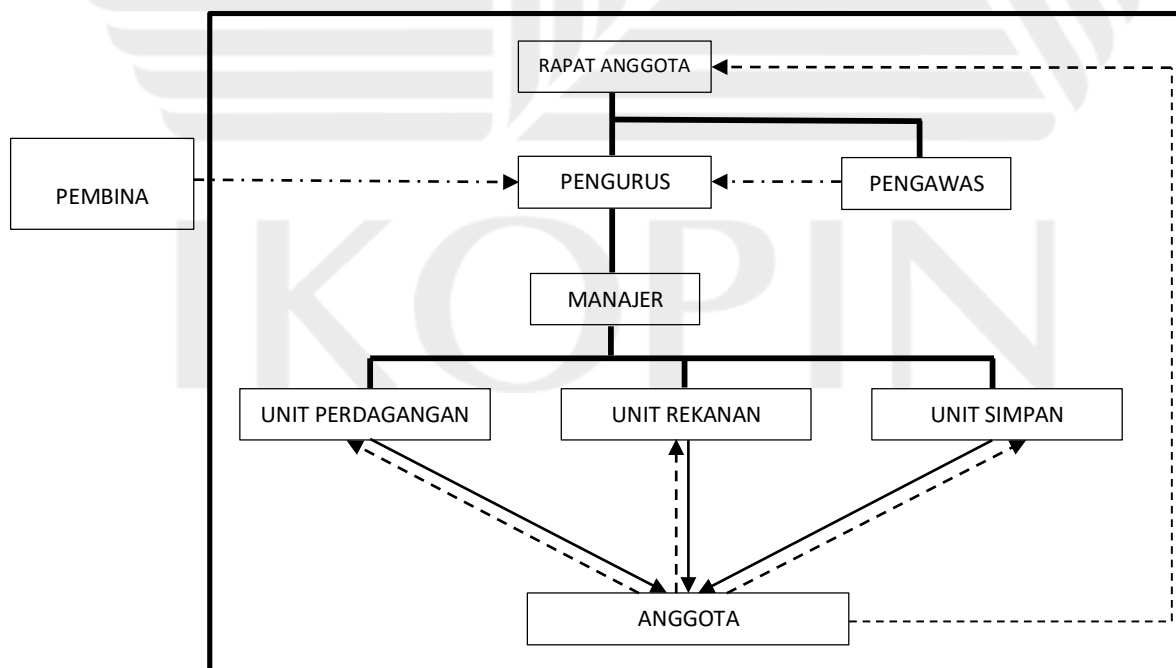 RAPAT ANGGOTA
PEMBINA
PENGURUS
PENGAWAS
IKOPIN
MANAJER
UNIT PERDAGANGAN
UNIT REKANAN
UNIT SIMPAN
ANGGOTA